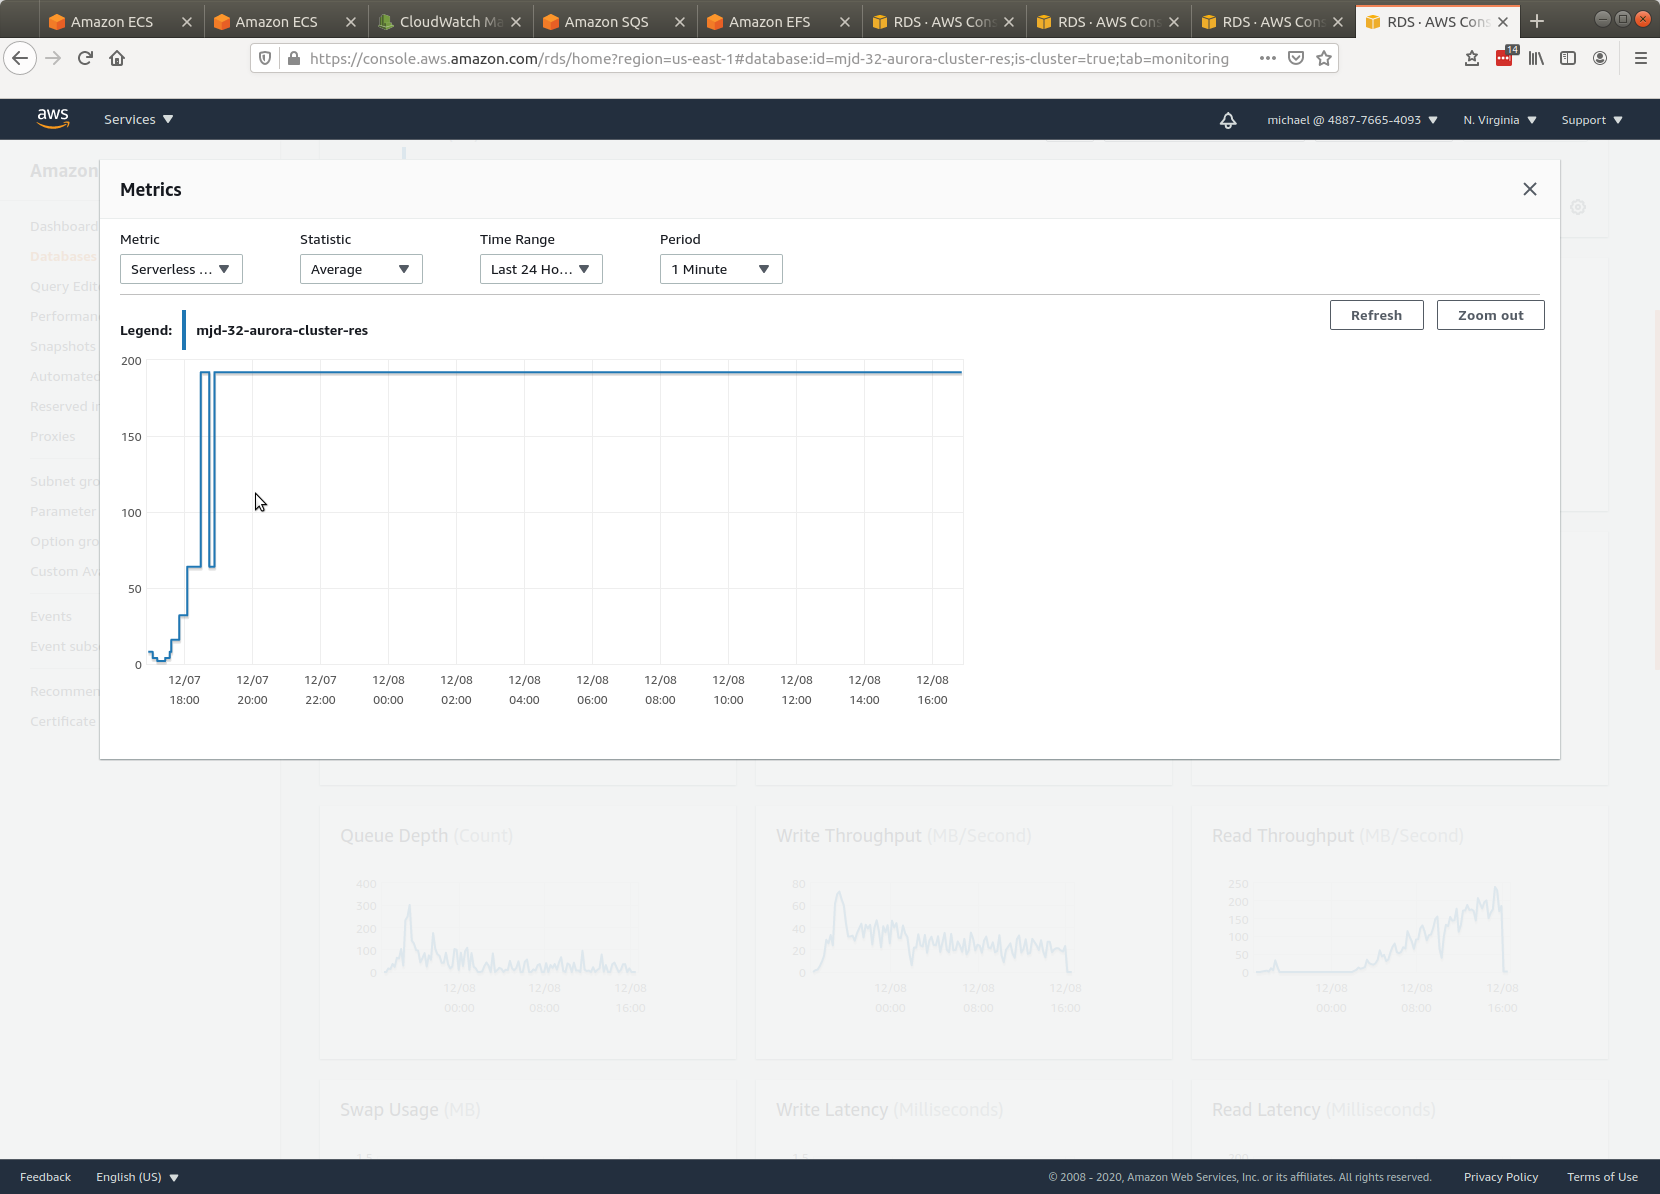 Amazon ECS
Amazon ECS
CloudWatch Ma
Amazon SQS
Amazon EFS
RDS · AWS Cons
RDS · AWS Cons
RDS · AWS Cons
RDS · AWS Cons
https://console.aws.amazon.com/rds/home?region=us-east-1#database:id=mjd-32-aurora-cluster-res;is-cluster=true;tab=monitoring
14
aws
Services
michael @ 4887-7665-4093
N. Virginia
Support
Amazon
Dashboard
Databases
Query Edit
Performan
Snapshots
Automated
Reserved in
Proxies
Subnet gro
Parameter
Option gro
Custom Ava
Events
Event subs
Recommen
Certificate
Metrics
Metric
Statistic
Time Range
Period
Serverless ...
Average
Last 24 Ho...
1 Minute
Legend:
mjd-32-aurora-cluster-res
Refresh
Zoom out
200
150
100
50
0
12/07 12/07 12/07 12/08 12/08 12/08 12/08 12/08 12/08 12/08 12/08 12/08
18:00 20:00 22:00 00:00 02:00 04:00 06:00 08:00 10:00 12:00 14:00 16:00
Queue Depth (Count)
400
300
200
100
0
12/08 12/08 12/08
00:00 08:00 16:00
Write Throughput (MB/Second)
80
60
40
20
0
12/08 12/08 12/08
00:00 08:00 16:00
Read Throughput (MB/Second)
250
200
150
100
50
0
12/08 12/08 12/08
00:00 08:00 16:00
Swap Usage (MB)
1.5
Write Latency (Milliseconds)
1.5
Read Latency (Milliseconds)
200
Feedback
English (US)
© 2008 - 2020, Amazon Web Services, Inc. or its affiliates. All rights reserved.
Privacy Policy
Terms of Use